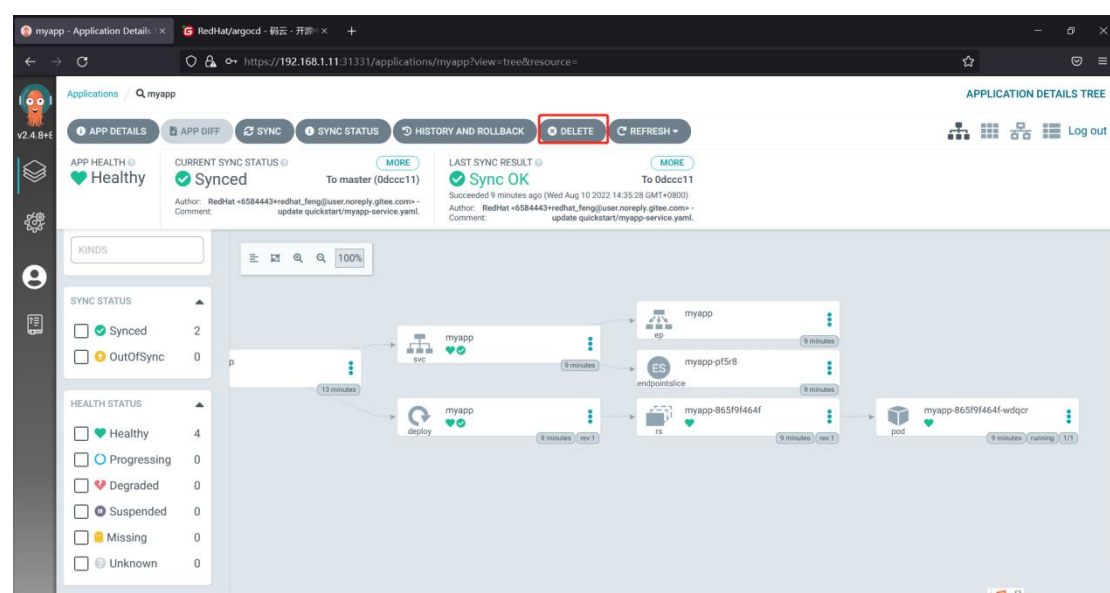 myapp - Application Details
RedHat/argocd - 码云 - 开源
https://192.168.1.11:31331/applications/myapp?view=tree&resource=
Applications / myapp
APPLICATION DETAILS TREE
v2.4.8+
APP DETAILS
APP DIFF
SYNC
SYNC STATUS
HISTORY AND ROLLBACK
DELETE
REFRESH
Log out
APP HEALTH
Healthy
CURRENT SYNC STATUS
MORE
Synced
To master (0dccc11)
Author: RedHat <6584443+redhat_feng@user.noreply.gitee.com> -
Comment: update quickstart/myapp-service.yaml.
LAST SYNC RESULT
MORE
Sync OK
To 0dccc11
Succeeded 9 minutes ago (Wed Aug 10 2022 14:35:28 GMT+0800)
Author: RedHat <6584443+redhat_feng@user.noreply.gitee.com> -
Comment: update quickstart/myapp-service.yaml.
KINDS
100%
SYNC STATUS
Synced 2
OutOfSync 0
HEALTH STATUS
Healthy 4
Progressing 0
Degraded 0
Suspended 0
Missing 0
Unknown 0
p
13 minutes
myapp
svc
9 minutes
myapp
deploy
9 minutes
rev:1
myapp
ep
9 minutes
ES
myapp-pf5r8
endpointslice
9 minutes
myapp-865f9f464f
rs
9 minutes
rev:1
myapp-865f9f464f-wdqcr
pod
9 minutes
running
1/1